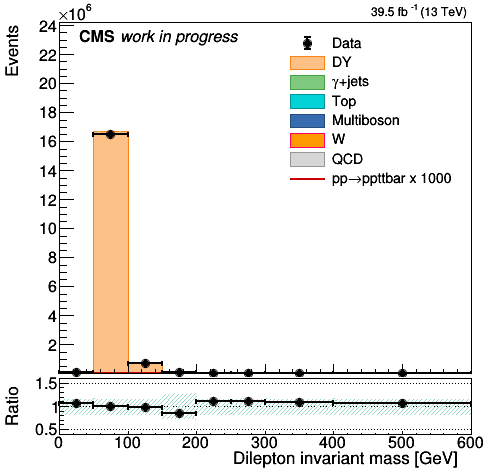 ×10⁶
39.5 fb⁻¹ (13 TeV)
Events
CMS work in progress
Data
DY
γ+jets
Top
Multiboson
W
QCD
pp→ppttbar x 1000
24
22
20
18
16
14
12
10
8
6
4
2
Ratio
1.5
1
0.5
0 100 200 300 400 500 600
Dilepton invariant mass [GeV]